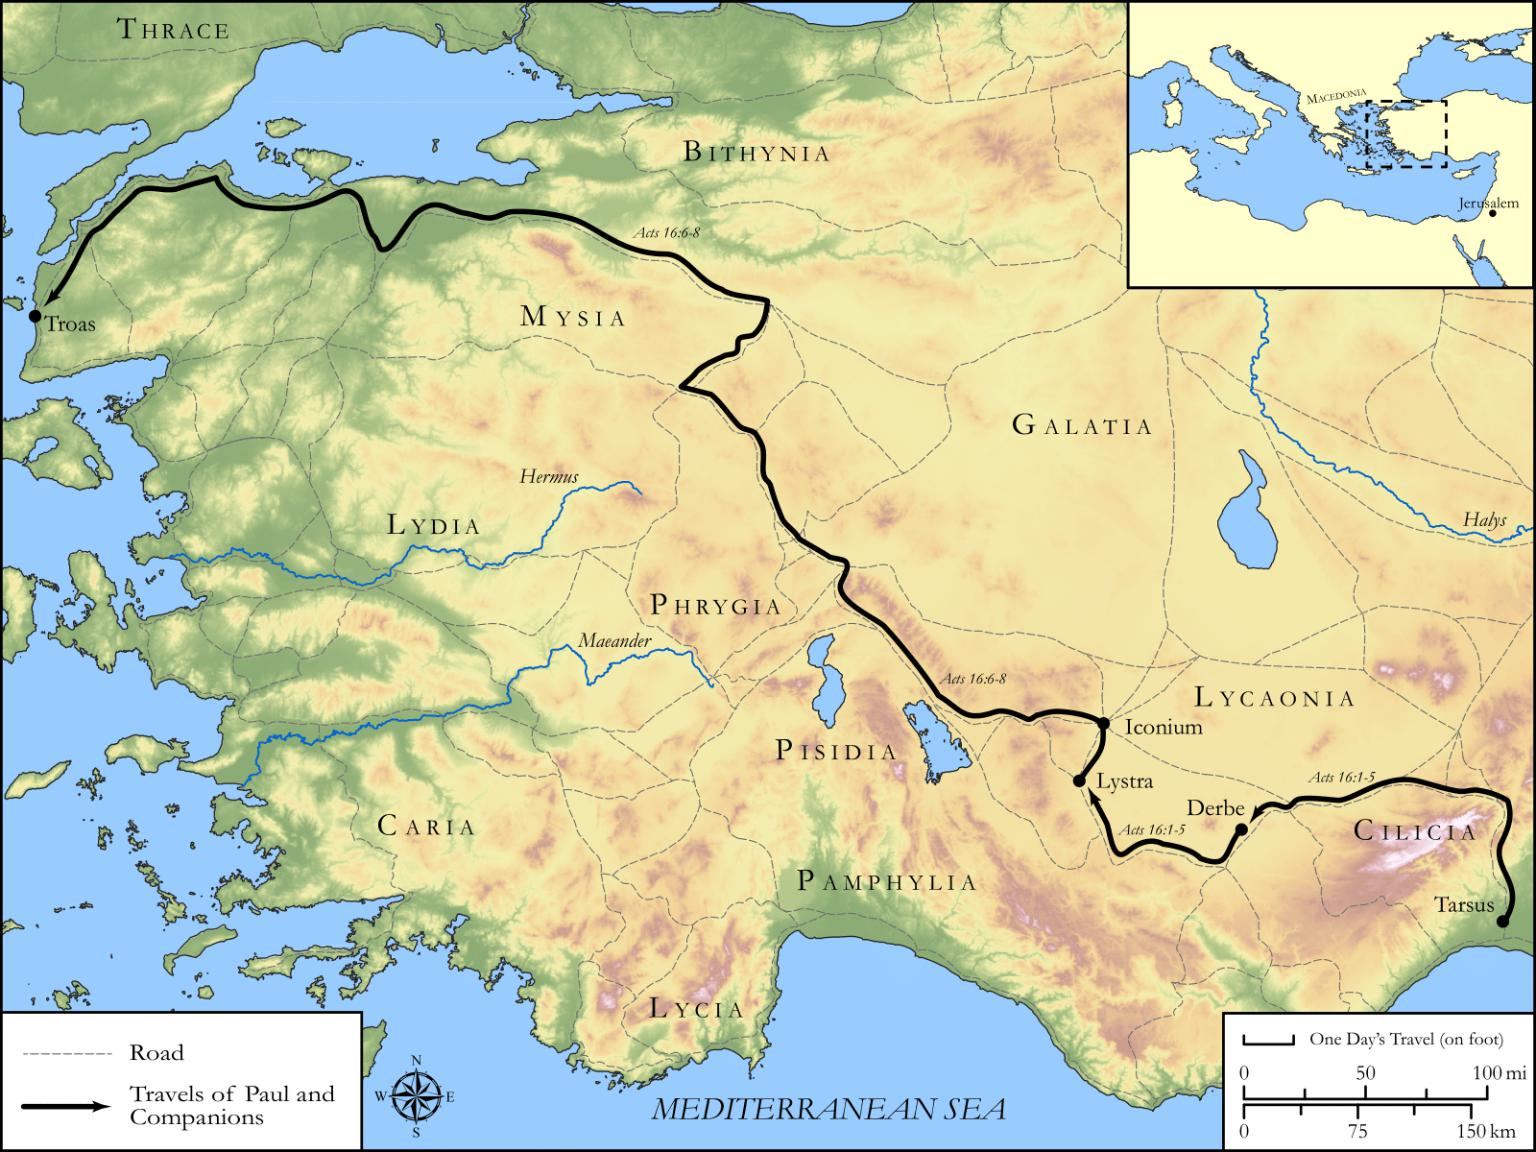 THRACE
MACEDONIA
Jerusalem
BITHYNIA
Acts 16:6-8
MYSIA
Troas
GALATIA
Hermus
Halys
LYDIA
PHRYGIA
Maeander
Acts 16:6-8
LYCAONIA
Iconium
PISIDIA
Lystra
Acts 16:1-5
Derbe
CARIA
Acts 16:1-5
CILICIA
PAMPHYLIA
Tarsus
LYCIA
MEDITERRANEAN SEA
Road
Travels of Paul and
Companions
N
W E
S
One Day's Travel (on foot)
0 50 100 mi
0 75 150 km